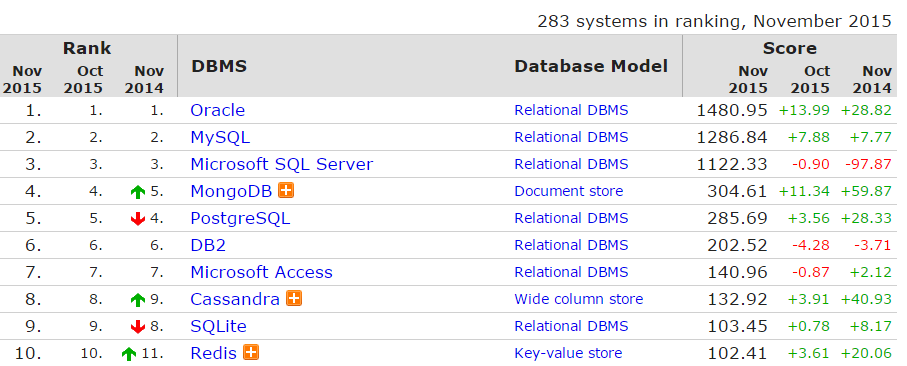 283 systems in ranking, November 2015
Rank Score
DBMS Database Model
Nov Oct Nov Nov Oct Nov
2015 2015 2014 2015 2015 2014
1. 1. 1. Oracle Relational DBMS 1480.95 +13.99 +28.82
2. 2. 2. MySQL Relational DBMS 1286.84 +7.88 +7.77
3. 3. 3. Microsoft SQL Server Relational DBMS 1122.33 -0.90 -97.87
4. 4. 5. MongoDB Document store 304.61 +11.34 +59.87
5. 5. 4. PostgreSQL Relational DBMS 285.69 +3.56 +28.33
6. 6. 6. DB2 Relational DBMS 202.52 -4.28 -3.71
7. 7. 7. Microsoft Access Relational DBMS 140.96 -0.87 +2.12
8. 8. 9. Cassandra Wide column store 132.92 +3.91 +40.93
9. 9. 8. SQLite Relational DBMS 103.45 +0.78 +8.17
10. 10. 11. Redis Key-value store 102.41 +3.61 +20.06